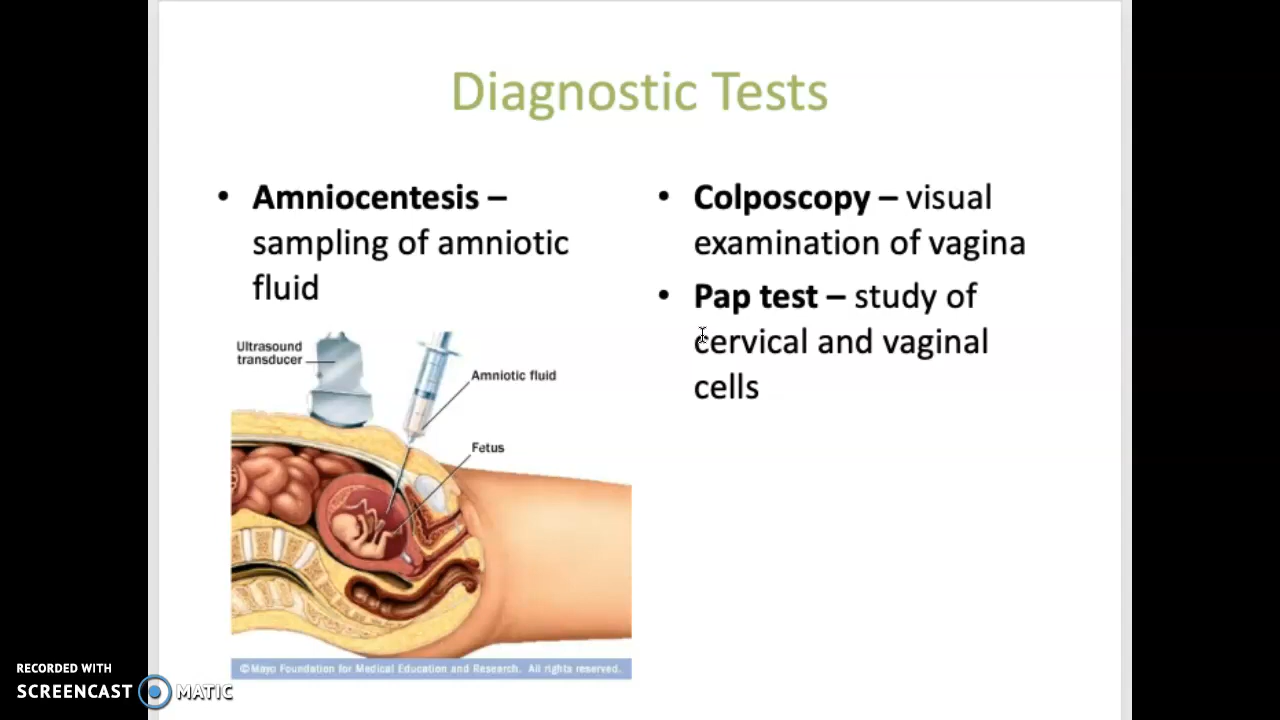 Diagnostic Tests
• Amniocentesis –
sampling of amniotic
fluid
Ultrasound
transducer
Amniotic fluid
Fetus
©Mayo Foundation for Medical Education and Research. All rights reserved.
• Colposcopy – visual
examination of vagina
• Pap test – study of
cervical and vaginal
cells
RECORDED WITH
SCREENCAST MATIC